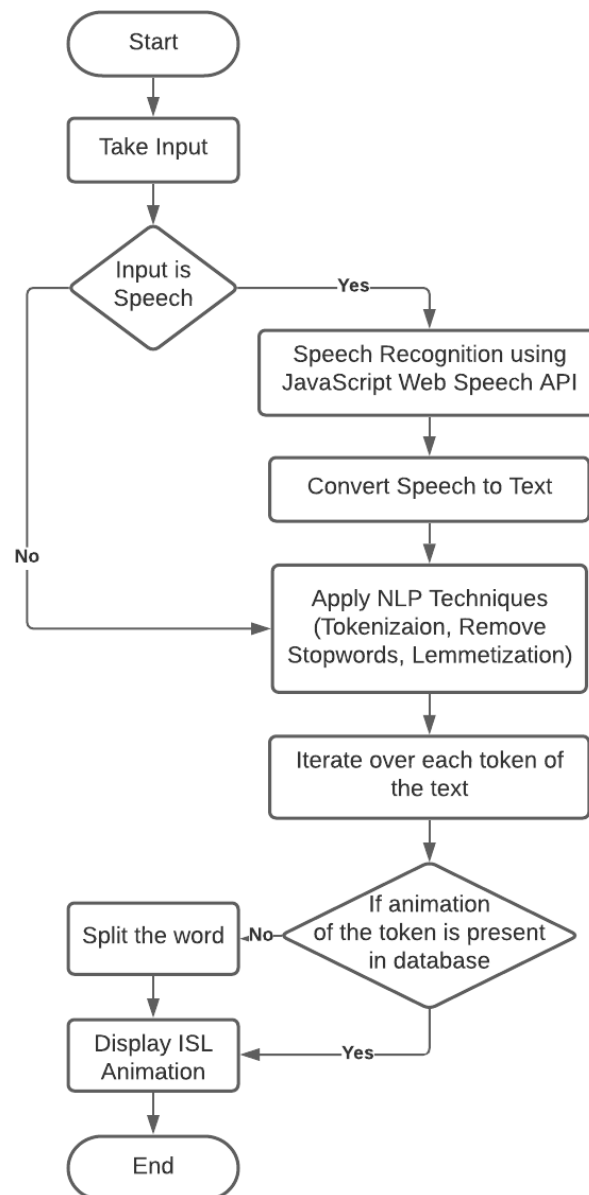 Start
Take Input
Input is
Speech
Yes
Speech Recognition using
JavaScript Web Speech API
Convert Speech to Text
No
Apply NLP Techniques
(Tokenizaion, Remove
Stopwords, Lemmetization)
Iterate over each token of
the text
If animation
of the token is present
in database
No
Split the word
Yes
Display ISL
Animation
End